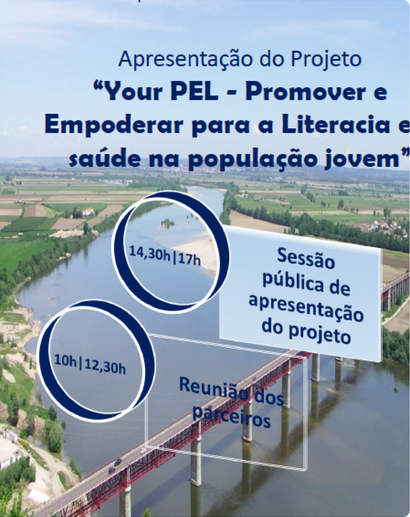 Apresentação do Projeto
“Your PEL - Promover e
Empoderar para a Literacia e
saúde na população jovem”
14,30h|17h
Sessão
pública de
apresentação
do projeto
10h|12,30h
Reunião dos
parceiros